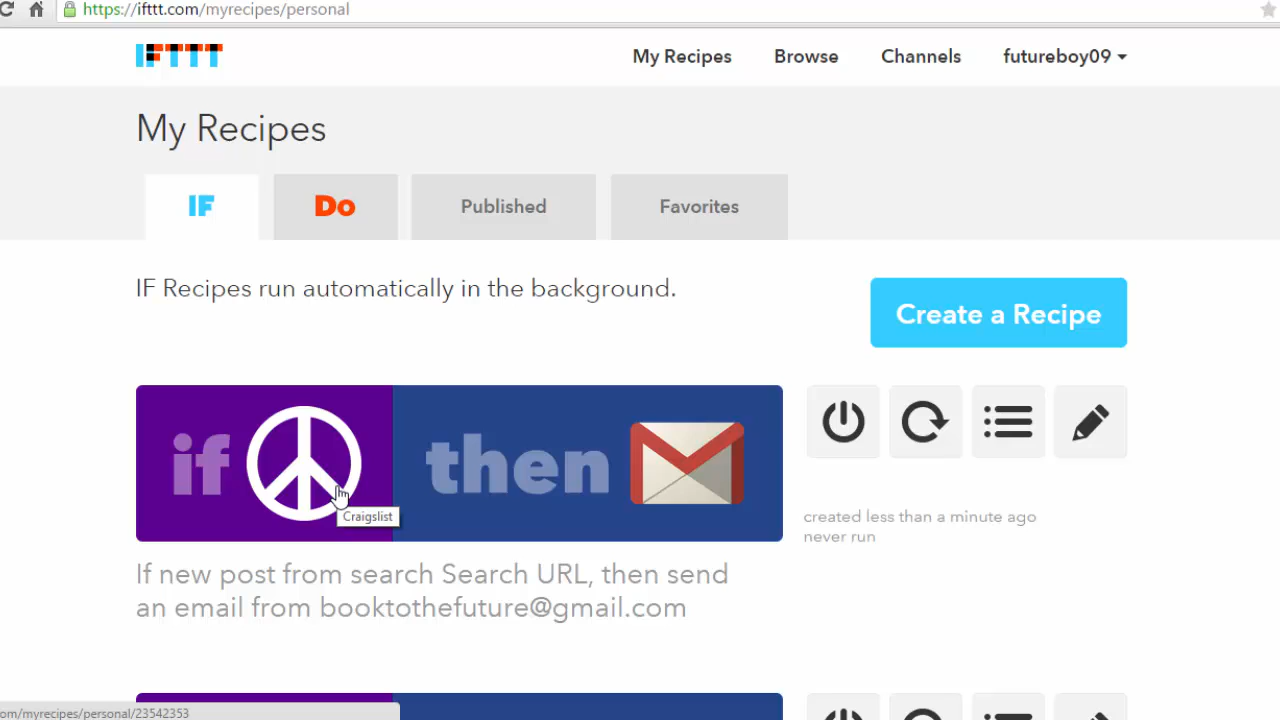 https://ifttt.com/myrecipes/personal
IFTTT
My Recipes
Browse
Channels
futureboy09
My Recipes
IF
Do
Published
Favorites
IF Recipes run automatically in the background.
Create a Recipe
if
then
Craigslist
created less than a minute ago
never run
If new post from search Search URL, then send
an email from booktothefuture@gmail.com
com/myrecipes/personal/23542353